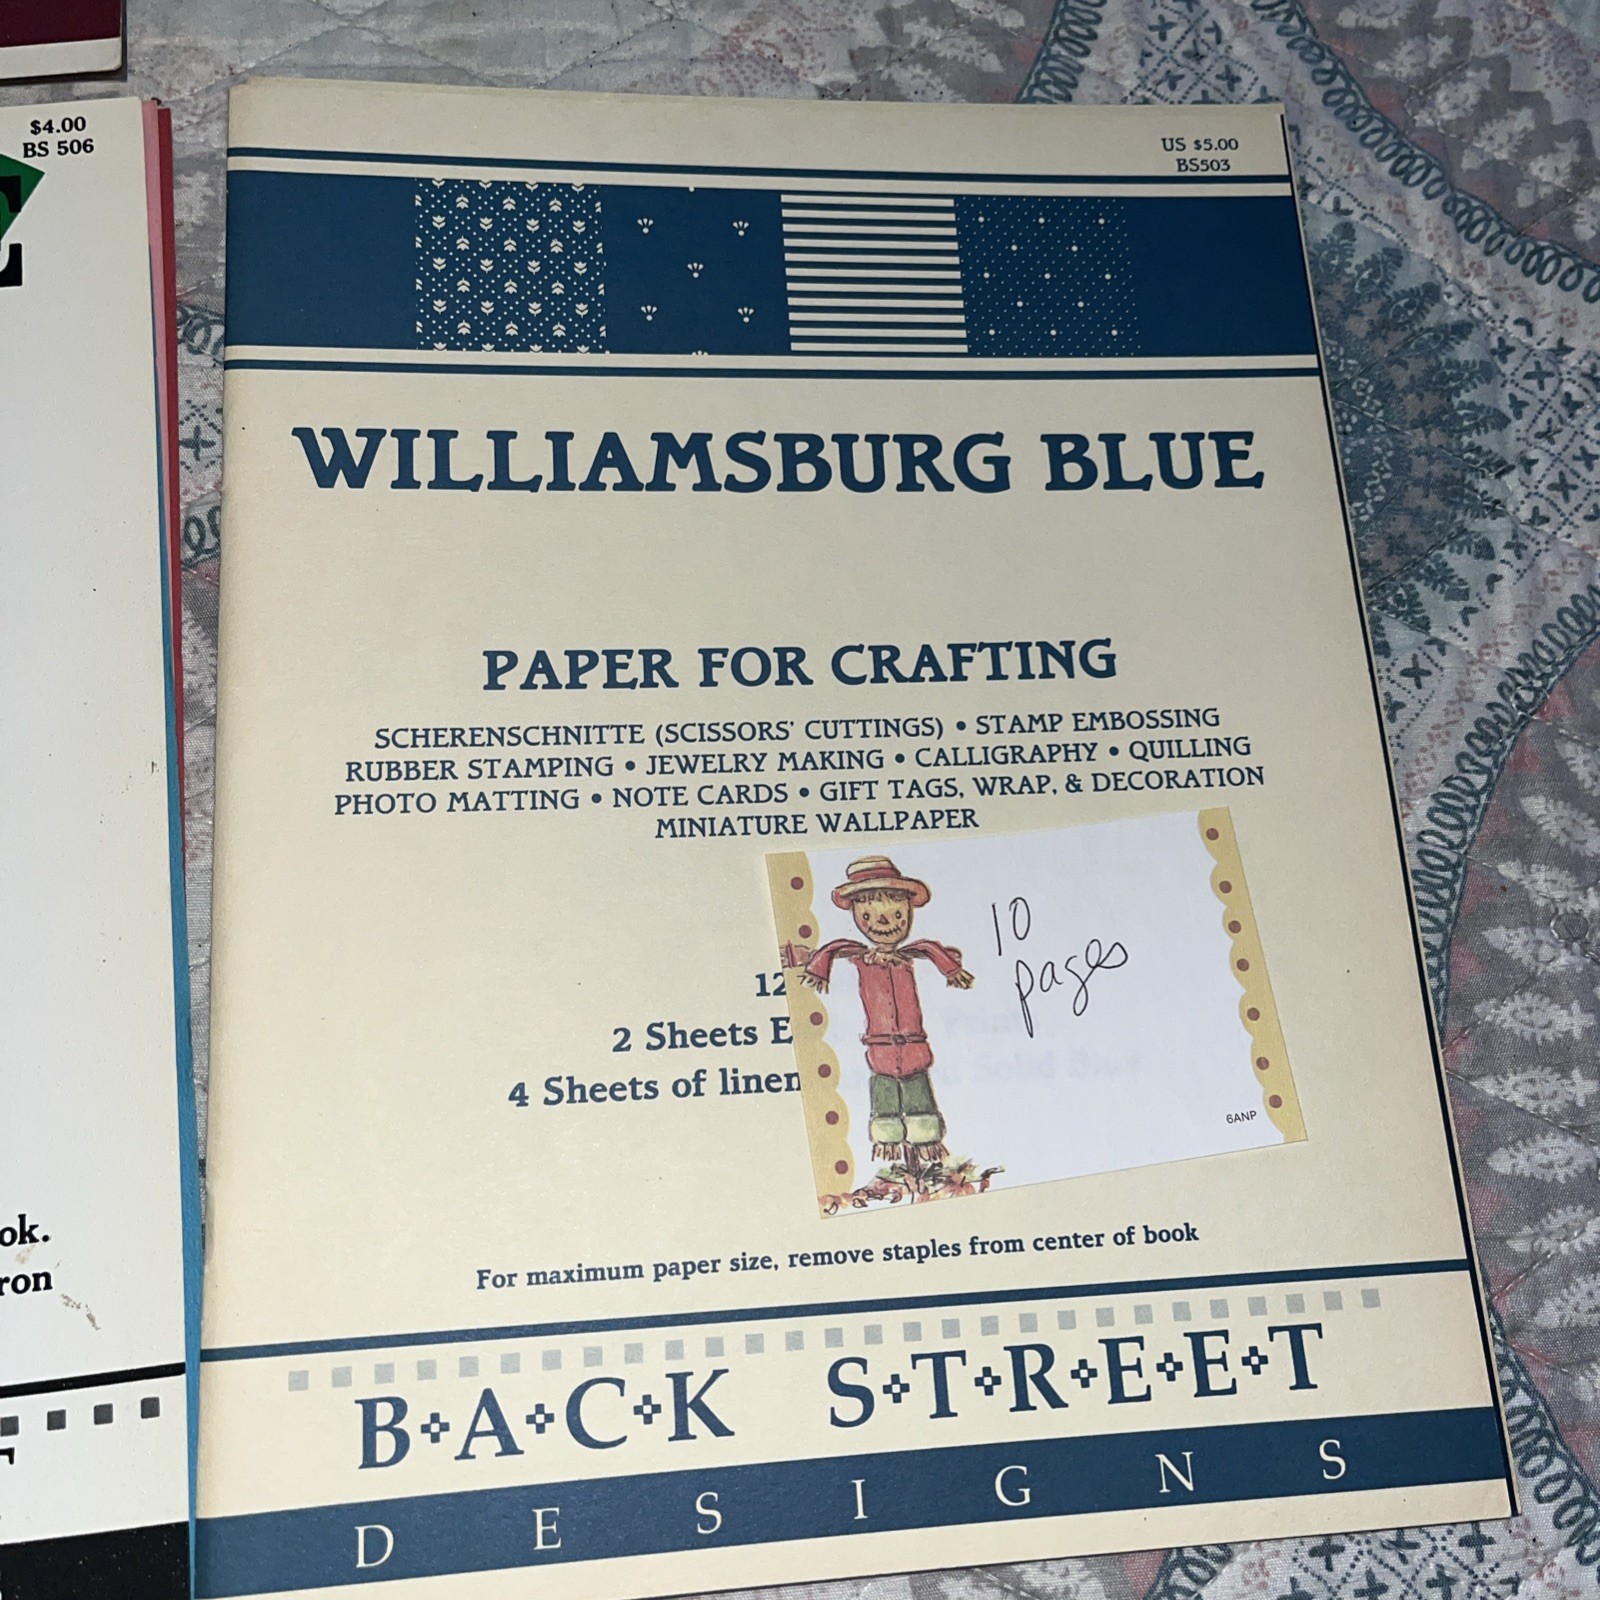 $4.00
BS 506
US $5.00
BS503
WILLIAMSBURG BLUE
PAPER FOR CRAFTING
SCHERENSCHNITTE (SCISSORS' CUTTINGS) • STAMP EMBOSSING
RUBBER STAMPING • JEWELRY MAKING • CALLIGRAPHY • QUILLING
PHOTO MATTING • NOTE CARDS • GIFT TAGS, WRAP, & DECORATION
MINIATURE WALLPAPER
10
pages
12
2 Sheets E
4 Sheets of linen
6ANP
For maximum paper size, remove staples from center of book
ok.
ron
B A C K S T R E E T
D E S I G N S